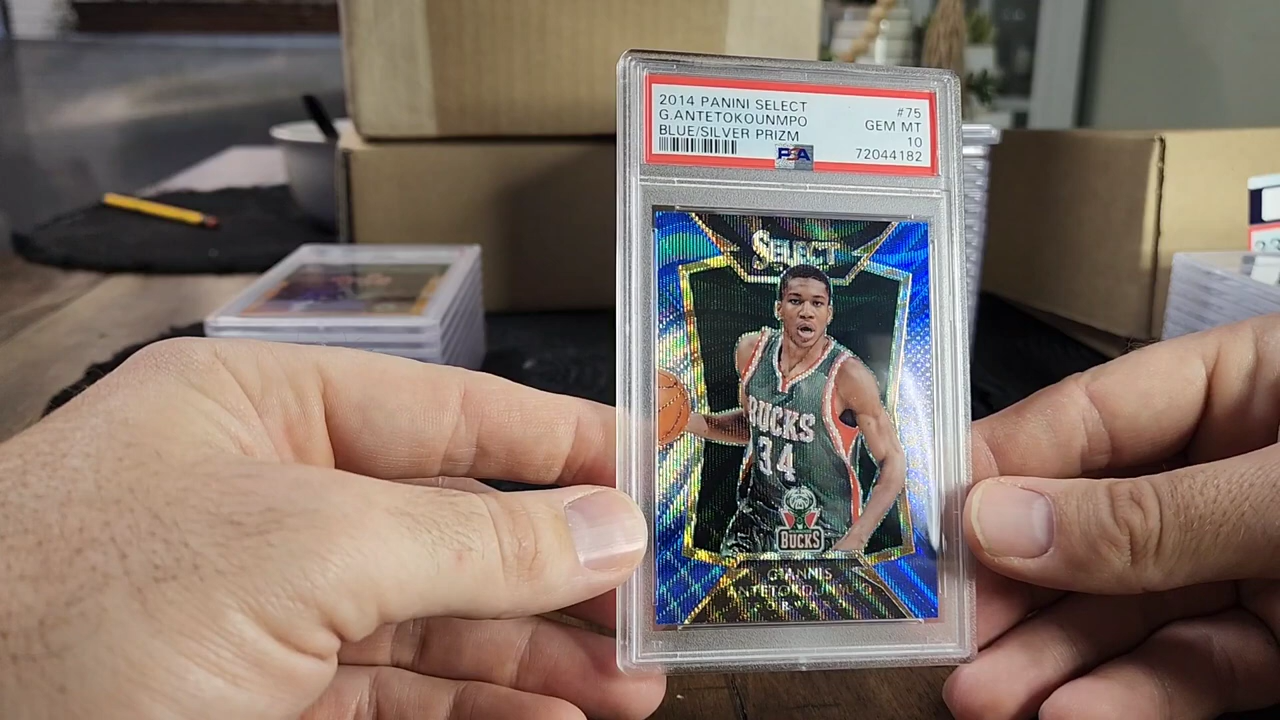 2014 PANINI SELECT #75
G.ANTETOKOUNMPO GEM MT
BLUE/SILVER PRIZM 10
PSA 72044182
SELECT
BUCKS
34
BUCKS
GIANNIS
ANTETOKOUNMPO
FORWARD